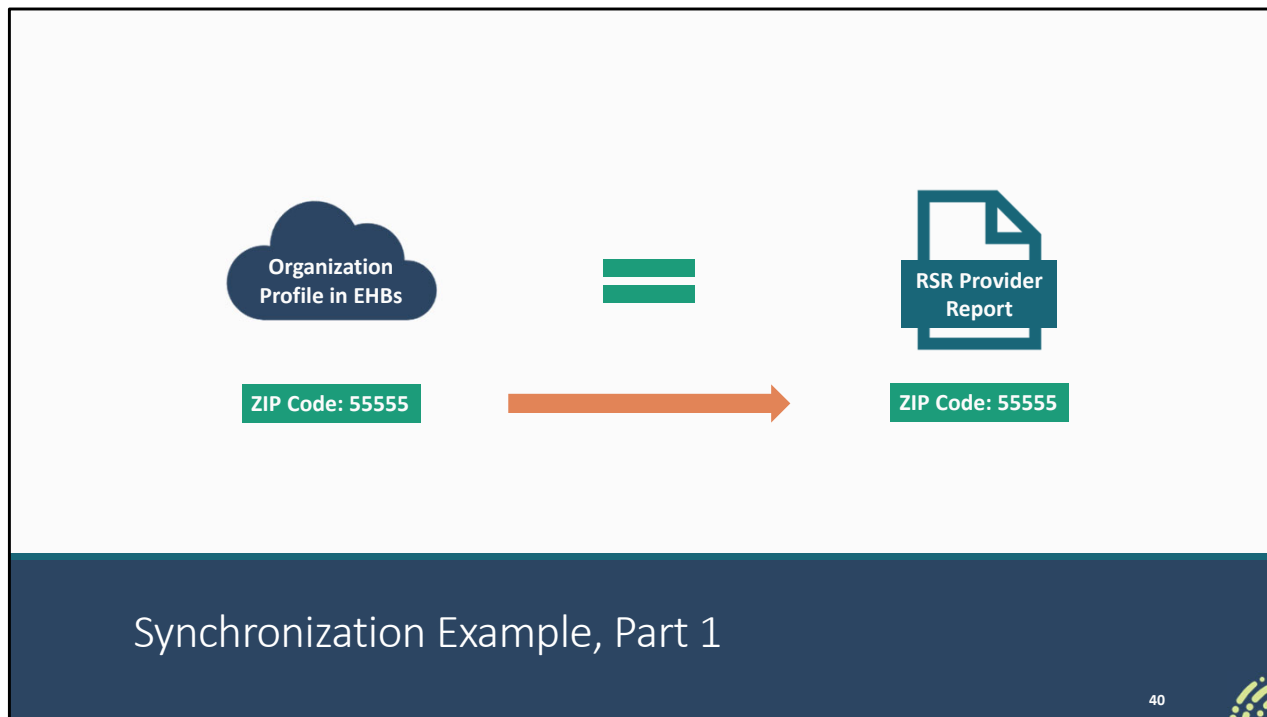 Organization
Profile in EHBs
RSR Provider
Report
ZIP Code: 55555
ZIP Code: 55555
Synchronization Example, Part 1
40